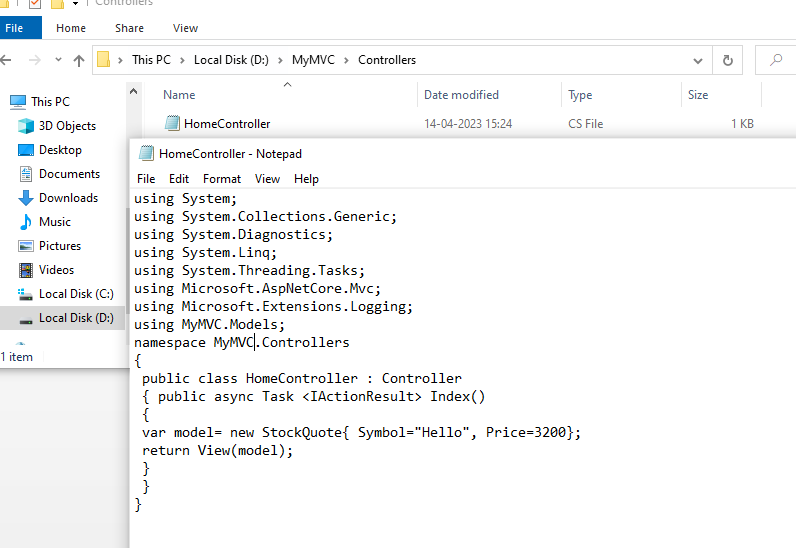 Controllers
File Home Share View
This PC Local Disk (D:) MyMVC Controllers
Name Date modified Type Size
HomeController 14-04-2023 15:24 CS File 1 KB
This PC
3D Objects
Desktop
Documents
Downloads
Music
Pictures
Videos
Local Disk (C:)
Local Disk (D:)
1 item
HomeController - Notepad
File Edit Format View Help
using System;
using System.Collections.Generic;
using System.Diagnostics;
using System.Linq;
using System.Threading.Tasks;
using Microsoft.AspNetCore.Mvc;
using Microsoft.Extensions.Logging;
using MyMVC.Models;
namespace MyMVC.Controllers
{
public class HomeController : Controller
{ public async Task <IActionResult> Index()
{
var model= new StockQuote{ Symbol="Hello", Price=3200};
return View(model);
}
}
}